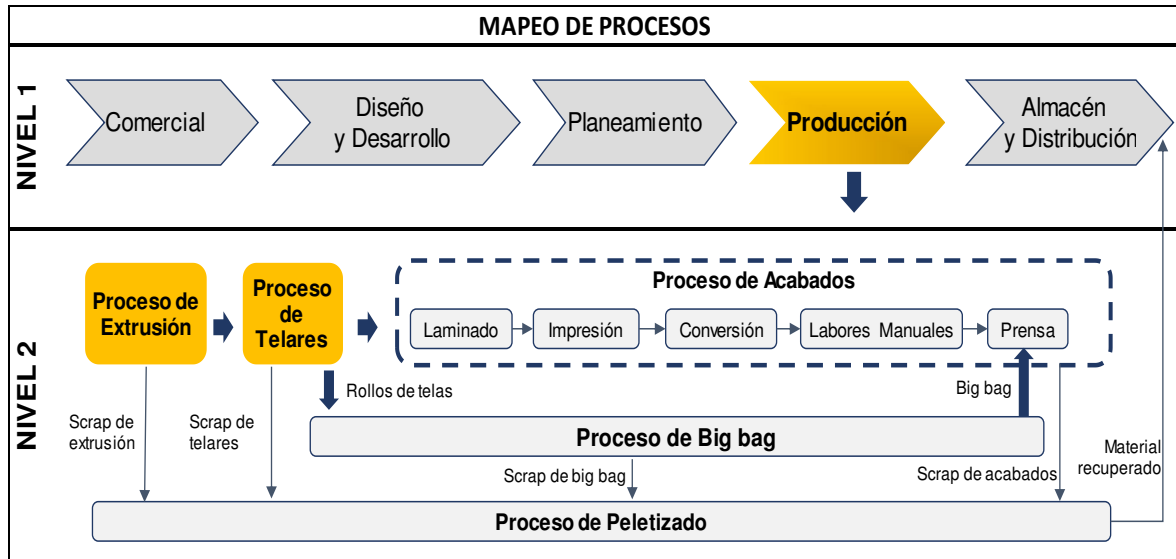 MAPEO DE PROCESOS
NIVEL 1
Comercial
Diseño
y Desarrollo
Planeamiento
Producción
Almacén
y Distribución
NIVEL 2
Proceso de
Extrusión
Proceso
de
Telares
Proceso de Acabados
Laminado
Impresión
Conversión
Labores Manuales
Prensa
Rollos de telas
Big bag
Scrap de
extrusión
Scrap de
telares
Proceso de Big bag
Scrap de big bag
Scrap de acabados
Material
recuperado
Proceso de Peletizado